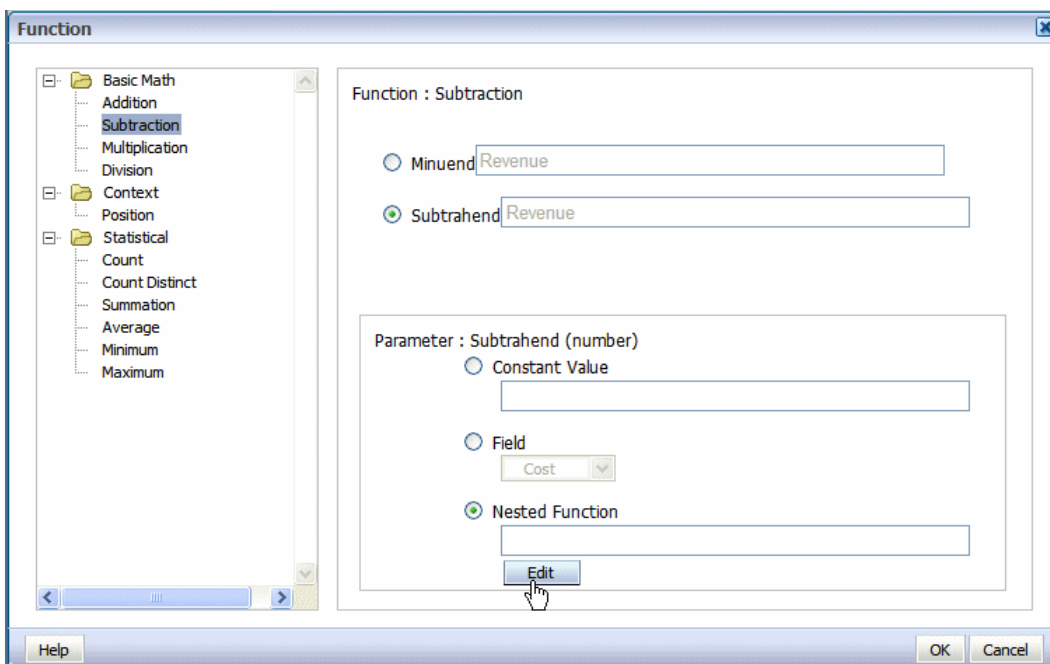 Function
Basic Math
Addition
Subtraction
Multiplication
Division
Context
Position
Statistical
Count
Count Distinct
Summation
Average
Minimum
Maximum
Function : Subtraction
Minuend Revenue
Subtrahend Revenue
Parameter : Subtrahend (number)
Constant Value
Field
Cost
Nested Function
Edit
Help
OK Cancel